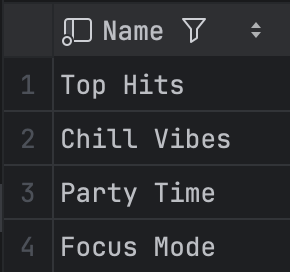 Name
1 Top Hits
2 Chill Vibes
3 Party Time
4 Focus Mode